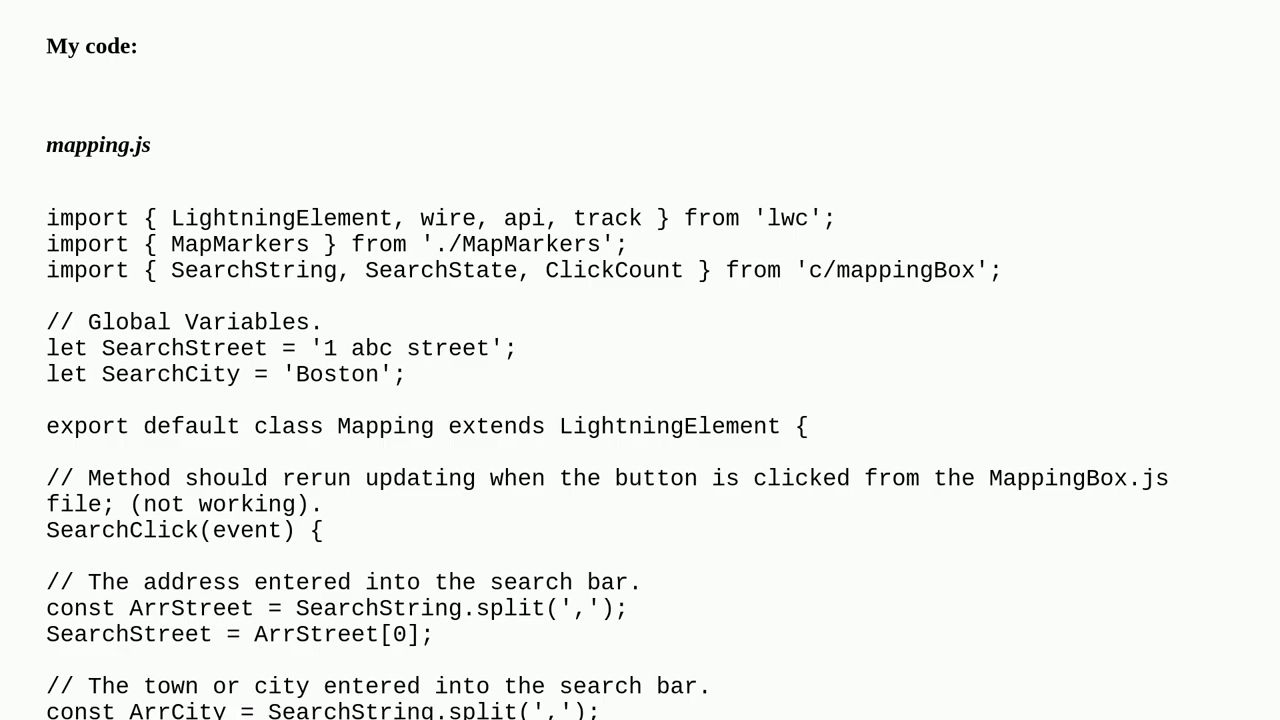 My code:
mapping.js
import { LightningElement, wire, api, track } from 'lwc';
import { MapMarkers } from './MapMarkers';
import { SearchString, SearchState, ClickCount } from 'c/mappingBox';
// Global Variables.
let SearchStreet = '1 abc street';
let SearchCity = 'Boston';
export default class Mapping extends LightningElement {
// Method should rerun updating when the button is clicked from the MappingBox.js
file; (not working).
SearchClick(event) {
// The address entered into the search bar.
const ArrStreet = SearchString.split(',');
SearchStreet = ArrStreet[0];
// The town or city entered into the search bar.
const ArrCity = SearchString.split(',');